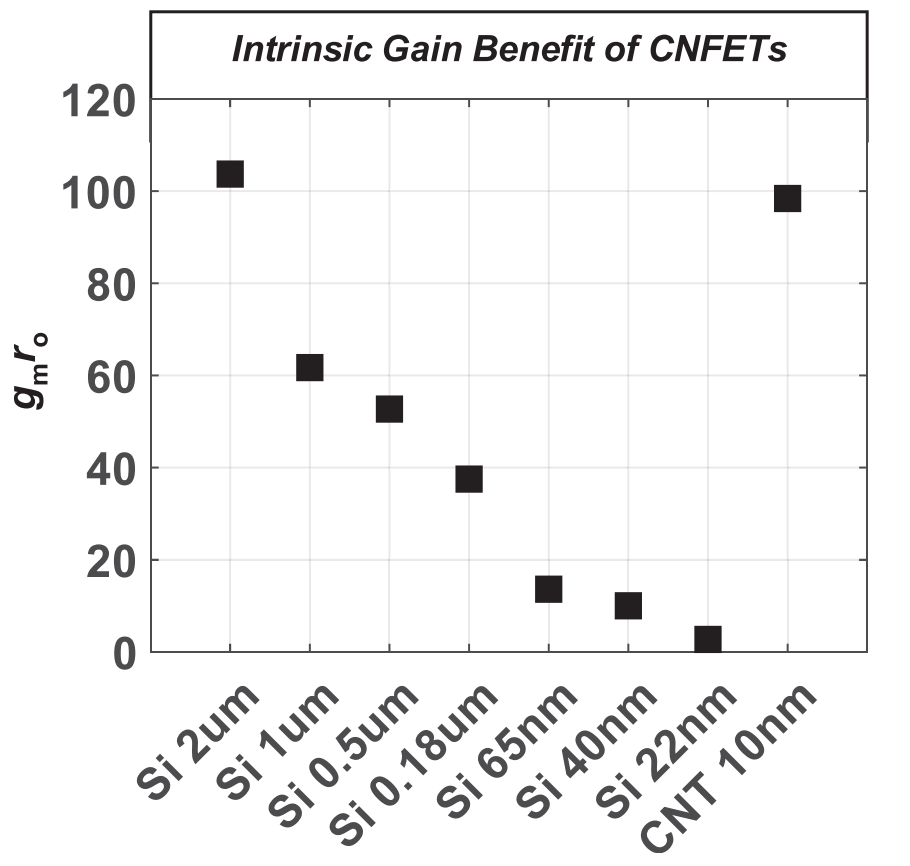 Intrinsic Gain Benefit of CNFETs
120
100
80
60
40
20
0
gmro
Si 2um
Si 1um
Si 0.5um
Si 0.18um
Si 65nm
Si 40nm
Si 22nm
CNT 10nm